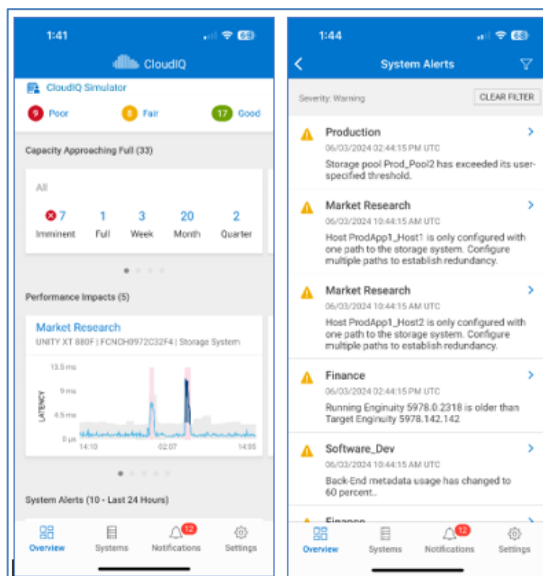 1:41
68
CloudIQ
CloudIQ Simulator
9 Poor 8 Fair 17 Good
Capacity Approaching Full (33)
All
7 1 3 20 2
Imminent Full Week Month Quarter
Performance Impacts (5)
Market Research
UNITY XT 880F | FCNCH0972C32F4 | Storage System
LATENCY
13.5 ms
9 ms
4.5 ms
0 µs
14:10 02:07 14:05
System Alerts (10 - Last 24 Hours)
12
Overview Systems Notifications Settings
1:44
68
System Alerts
Severity: Warning CLEAR FILTER
Production
06/03/2024 02:44:15 PM UTC
Storage pool Prod_Pool2 has exceeded its user-
specified threshold.
Market Research
06/03/2024 10:44:15 AM UTC
Host ProdApp1_Host1 is only configured with
one path to the storage system. Configure
multiple paths to establish redundancy.
Market Research
06/03/2024 10:44:15 AM UTC
Host ProdApp1_Host2 is only configured with
one path to the storage system. Configure
multiple paths to establish redundancy.
Finance
06/03/2024 02:44:15 PM UTC
Running Enginuity 5978.0.2318 is older than
Target Enginuity 5978.142.142
Software_Dev
06/03/2024 10:44:15 AM UTC
Back-End metadata usage has changed to
60 percent..
Finance
12
Overview Systems Notifications Settings